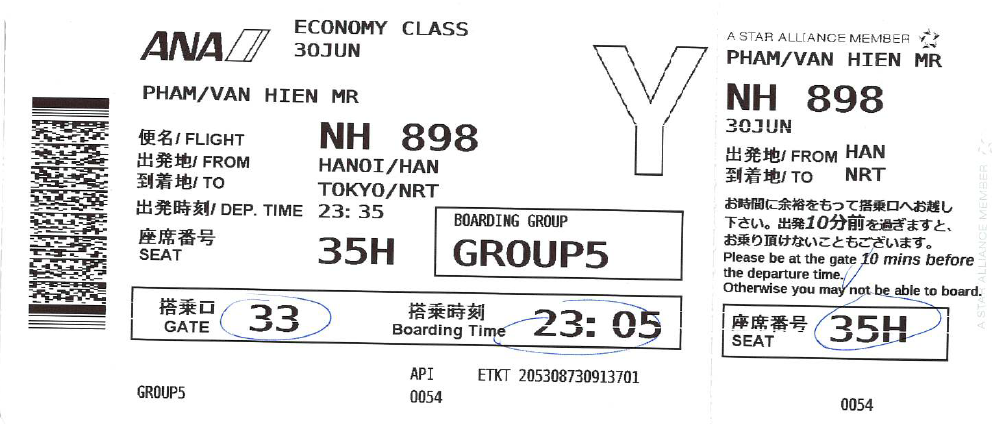 ANA
ECONOMY CLASS
30JUN
Y
PHAM/VAN HIEN MR
便名/ FLIGHT NH 898
出発地/ FROM HANOI/HAN
到着地/ TO TOKYO/NRT
出発時刻/ DEP. TIME 23:35
座席番号
SEAT 35H
BOARDING GROUP
GROUP5
搭乗口
GATE 33
搭乗時刻
Boarding Time 23:05
API ETKT 205308730913701
GROUP5 0054
A STAR ALLIANCE MEMBER
PHAM/VAN HIEN MR
NH 898
30JUN
出発地/ FROM HAN
到着地/ TO NRT
お時間に余裕をもって搭乗口へお越し
下さい。出発10分前を過ぎますと、
お乗り頂けないこともございます。
Please be at the gate 10 mins before
the departure time.
Otherwise you may not be able to board.
座席番号
SEAT 35H
0054
A STAR ALLIANCE MEMBER